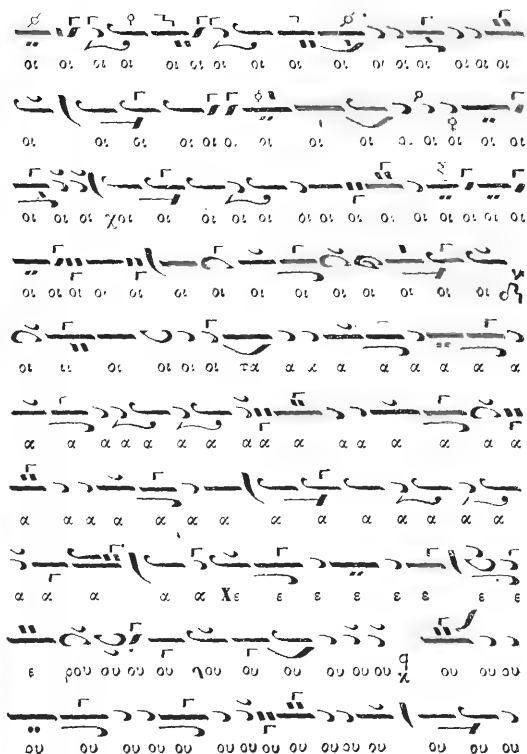 οι οι οι οι οι οι οι οι οι οι οι οι οι οι οι οι
οι οι οι οι οι οι οι οι οι οι οι οι οι
οι οι οι χοι οι οι οι οι οι οι οι οι οι οι οι οι
οι οι οι οι οι οι οι οι οι οι οι οι οι
οι οι οι οι οι οι τα α α α α α α α α
α α α α α α α α α α α α α α α α
α α α α α α α α α α α α α α
α α α α α Χε ε ε ε ε ε ε ε
ε ρου ου ου ου ου ου ου ου ου ου ου ου
ου ου ου ου ου ου ου ου ου ου ου ου ου ου ου